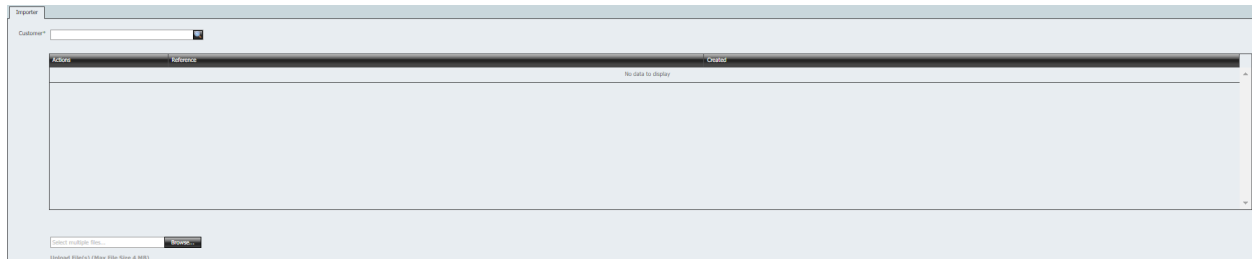 Importer
Customer*
Actions Reference Created
No data to display
Select multiple files... Browse...
Upload File(s) (Max File Size 4 MB)